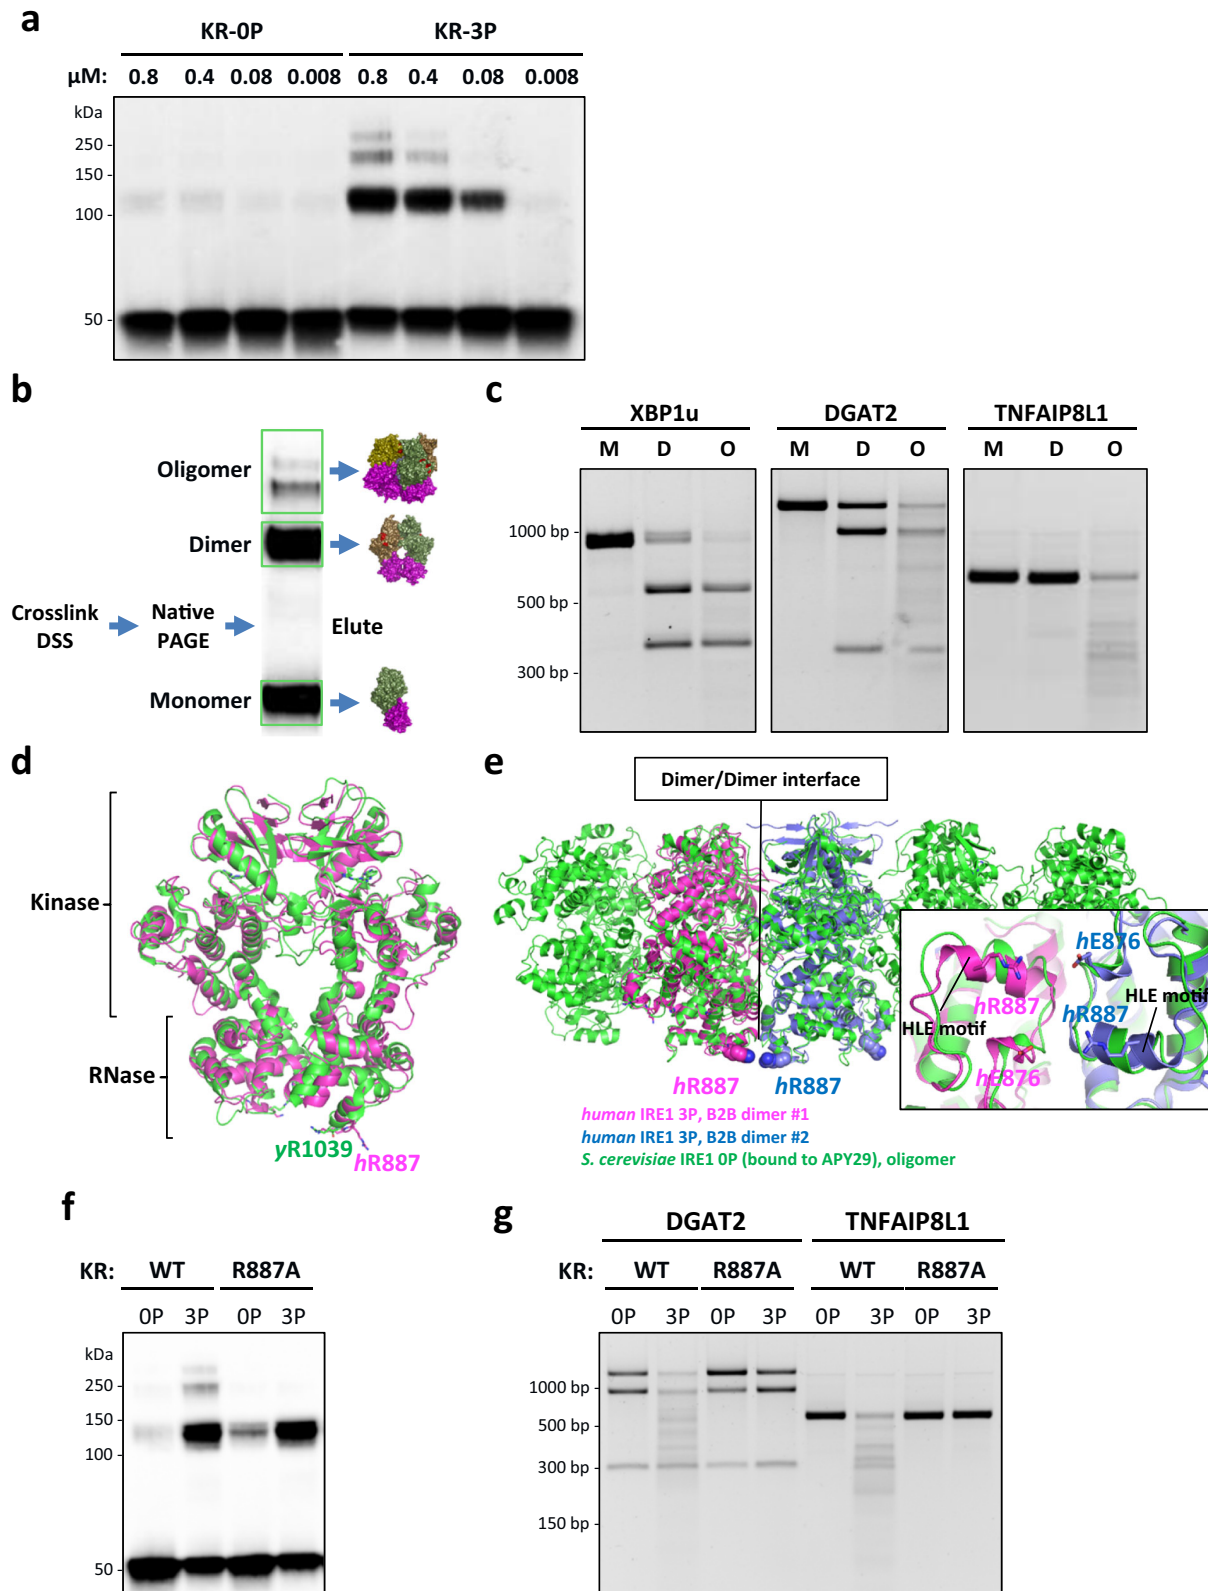 a
KR-0P KR-3P
μM: 0.8 0.4 0.08 0.008 0.8 0.4 0.08 0.008
kDa
250 -
150 -
100 -
50 -
b
Oligomer
Dimer
Crosslink DSS
Native PAGE
Elute
Monomer
c
XBP1u DGAT2 TNFAIP8L1
M D O M D O M D O
1000 bp -
500 bp -
300 bp -
d
Kinase
RNase
yR1039
hR887
e
Dimer/Dimer interface
hR887 hR887
human IRE1 3P, B2B dimer #1
human IRE1 3P, B2B dimer #2
S. cerevisiae IRE1 0P (bound to APY29), oligomer
hE876
hR887
hR887
HLE motif
HLE motif
hE876
f
KR: WT R887A
0P 3P 0P 3P
kDa
250 -
150 -
100 -
50 -
g
DGAT2 TNFAIP8L1
KR: WT R887A WT R887A
0P 3P 0P 3P 0P 3P 0P 3P
1000 bp -
500 bp -
300 bp -
150 bp -